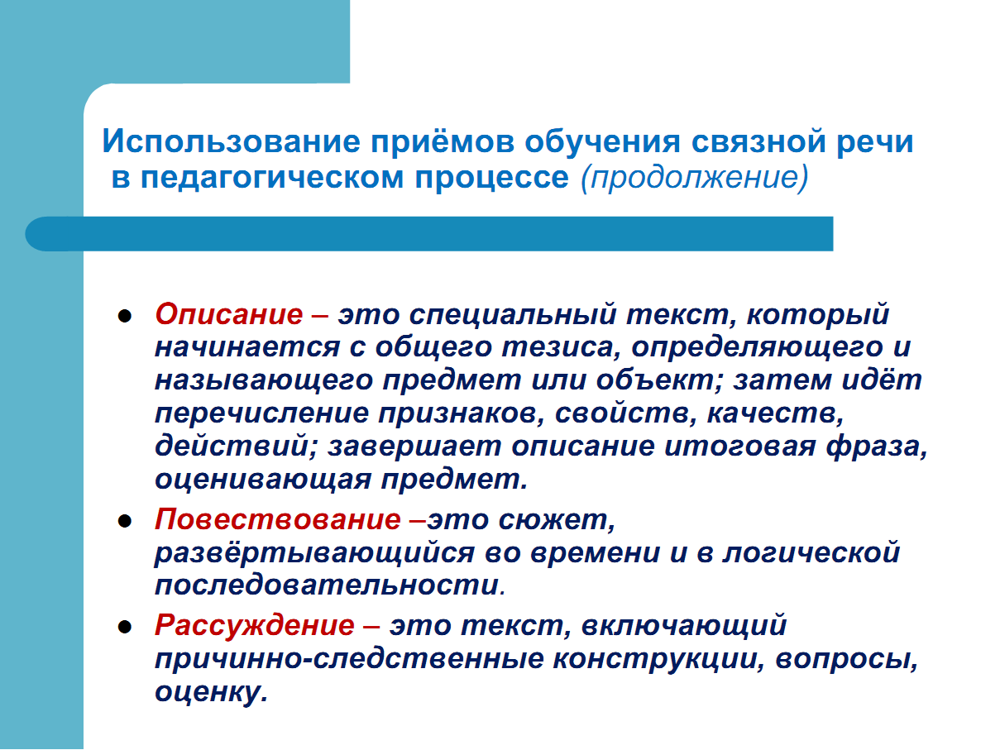 Использование приёмов обучения связной речи
в педагогическом процессе (продолжение)
● Описание – это специальный текст, который
начинается с общего тезиса, определяющего и
называющего предмет или объект; затем идёт
перечисление признаков, свойств, качеств,
действий; завершает описание итоговая фраза,
оценивающая предмет.
● Повествование –это сюжет,
развёртывающийся во времени и в логической
последовательности.
● Рассуждение – это текст, включающий
причинно-следственные конструкции, вопросы,
оценку.